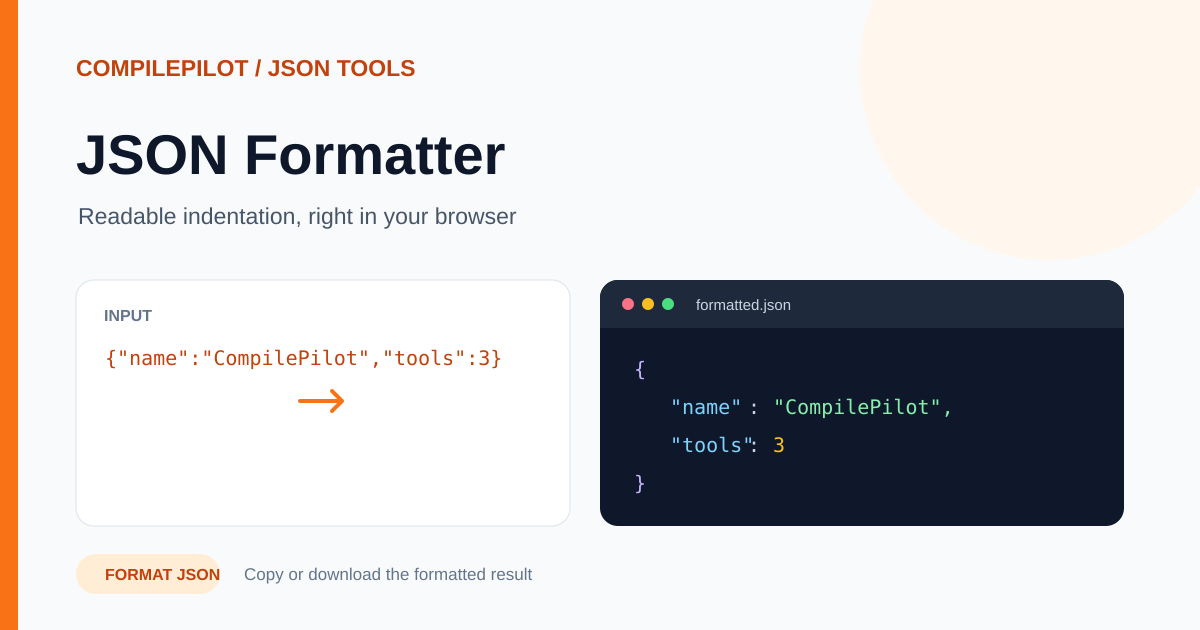 COMPILEPILOT / JSON TOOLS
JSON Formatter
Readable indentation, right in your browser
INPUT
{"name":"CompilePilot","tools":3}
formatted.json
{
"name" : "CompilePilot",
"tools": 3
}
FORMAT JSON
Copy or download the formatted result